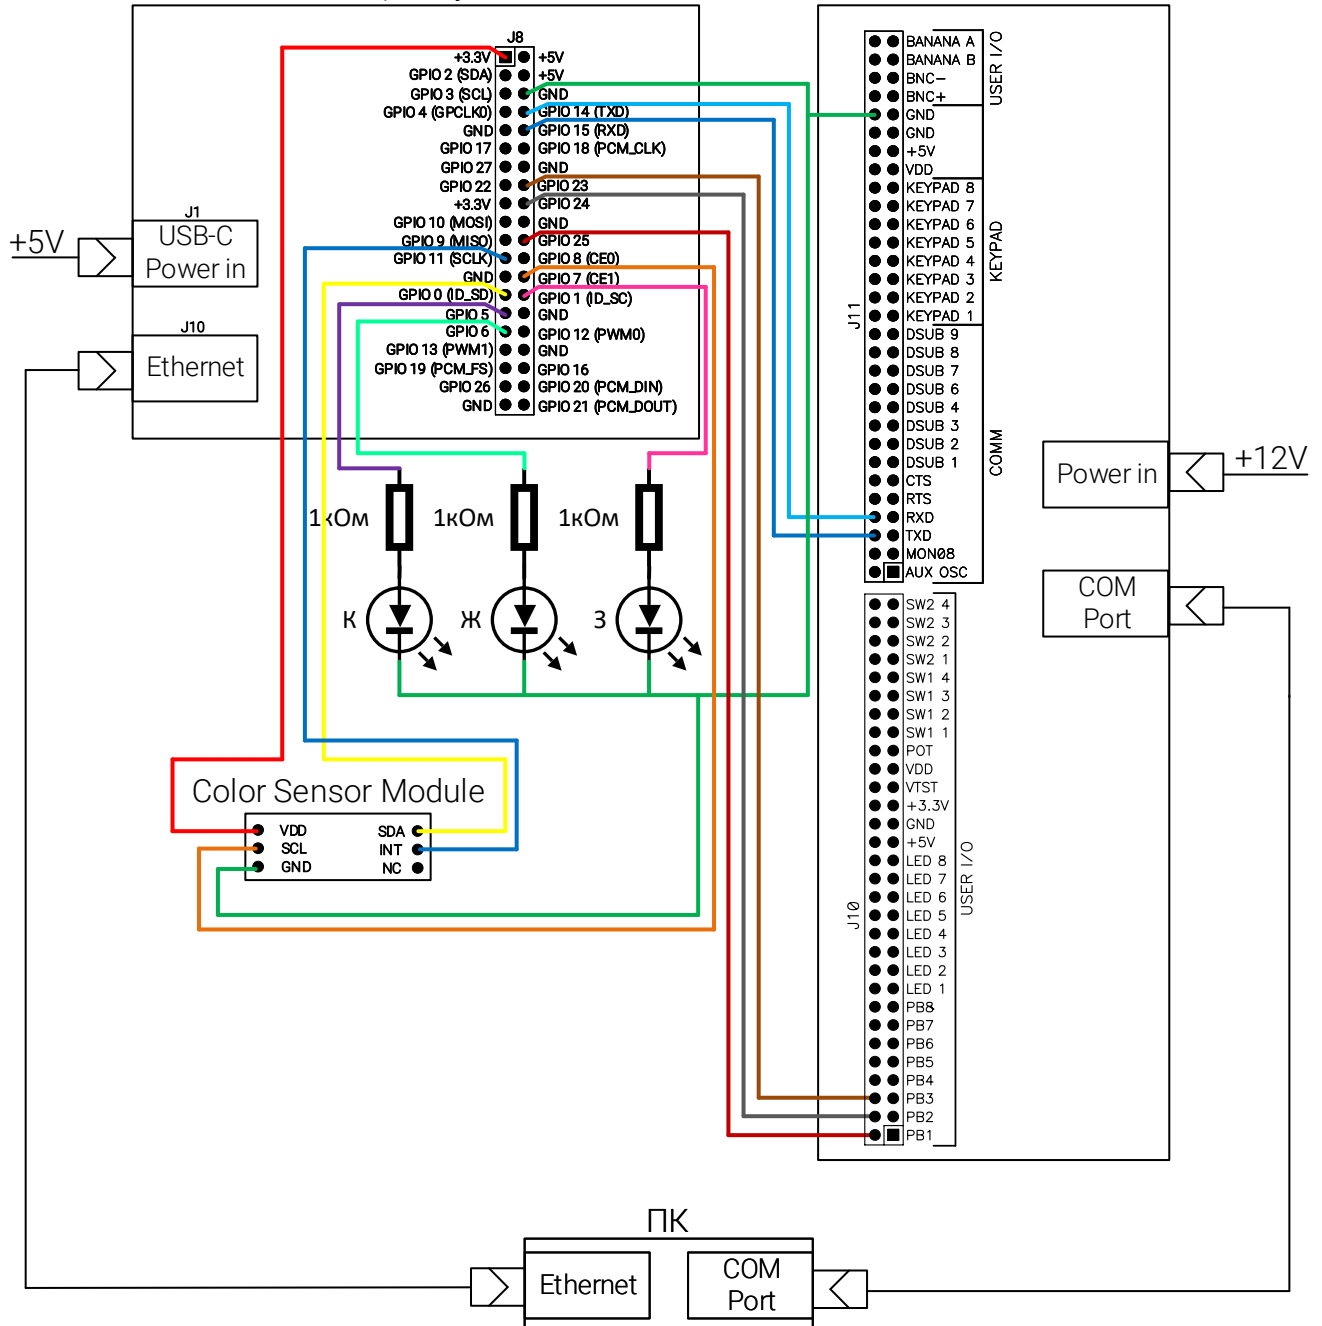 J8
+3.3V
+5V
GPIO 2 (SDA)
+5V
GPIO 3 (SCL)
GND
GPIO 4 (GPCLK0)
GPIO 14 (TXD)
GND
GPIO 15 (RXD)
GPIO 17
GPIO 18 (PCM_CLK)
GPIO 27
GND
GPIO 22
GPIO 23
+3.3V
GPIO 24
GPIO 10 (MOSI)
GND
GPIO 9 (MISO)
GPIO 25
GPIO 11 (SCLK)
GPIO 8 (CE0)
GND
GPIO 7 (CE1)
GPIO 0 (ID_SD)
GPIO 1 (ID_SC)
GPIO 5
GND
GPIO 6
GPIO 12 (PWM0)
GPIO 13 (PWM1)
GND
GPIO 19 (PCM_FS)
GPIO 16
GPIO 26
GPIO 20 (PCM_DIN)
GND
GPIO 21 (PCM_DOUT)
+5V
J1
USB-C
Power in
J10
Ethernet
1кОм
1кОм
1кОм
К
Ж
З
Color Sensor Module
VDD
SDA
SCL
INT
GND
NC
J11
BANANA A
BANANA B
BNC-
BNC+
GND
GND
+5V
VDD
KEYPAD 8
KEYPAD 7
KEYPAD 6
KEYPAD 5
KEYPAD 4
KEYPAD 3
KEYPAD 2
KEYPAD 1
DSUB 9
DSUB 8
DSUB 7
DSUB 6
DSUB 4
DSUB 3
DSUB 2
DSUB 1
CTS
RTS
RXD
TXD
MON08
AUX OSC
USER I/O
KEYPAD
COMM
Power in
+12V
COM
Port
J10
SW2 4
SW2 3
SW2 2
SW2 1
SW1 4
SW1 3
SW1 2
SW1 1
POT
VDD
VTST
+3.3V
GND
+5V
LED 8
LED 7
LED 6
LED 5
LED 4
LED 3
LED 2
LED 1
PB8
PB7
PB6
PB5
PB4
PB3
PB2
PB1
USER I/O
ПК
Ethernet
COM
Port